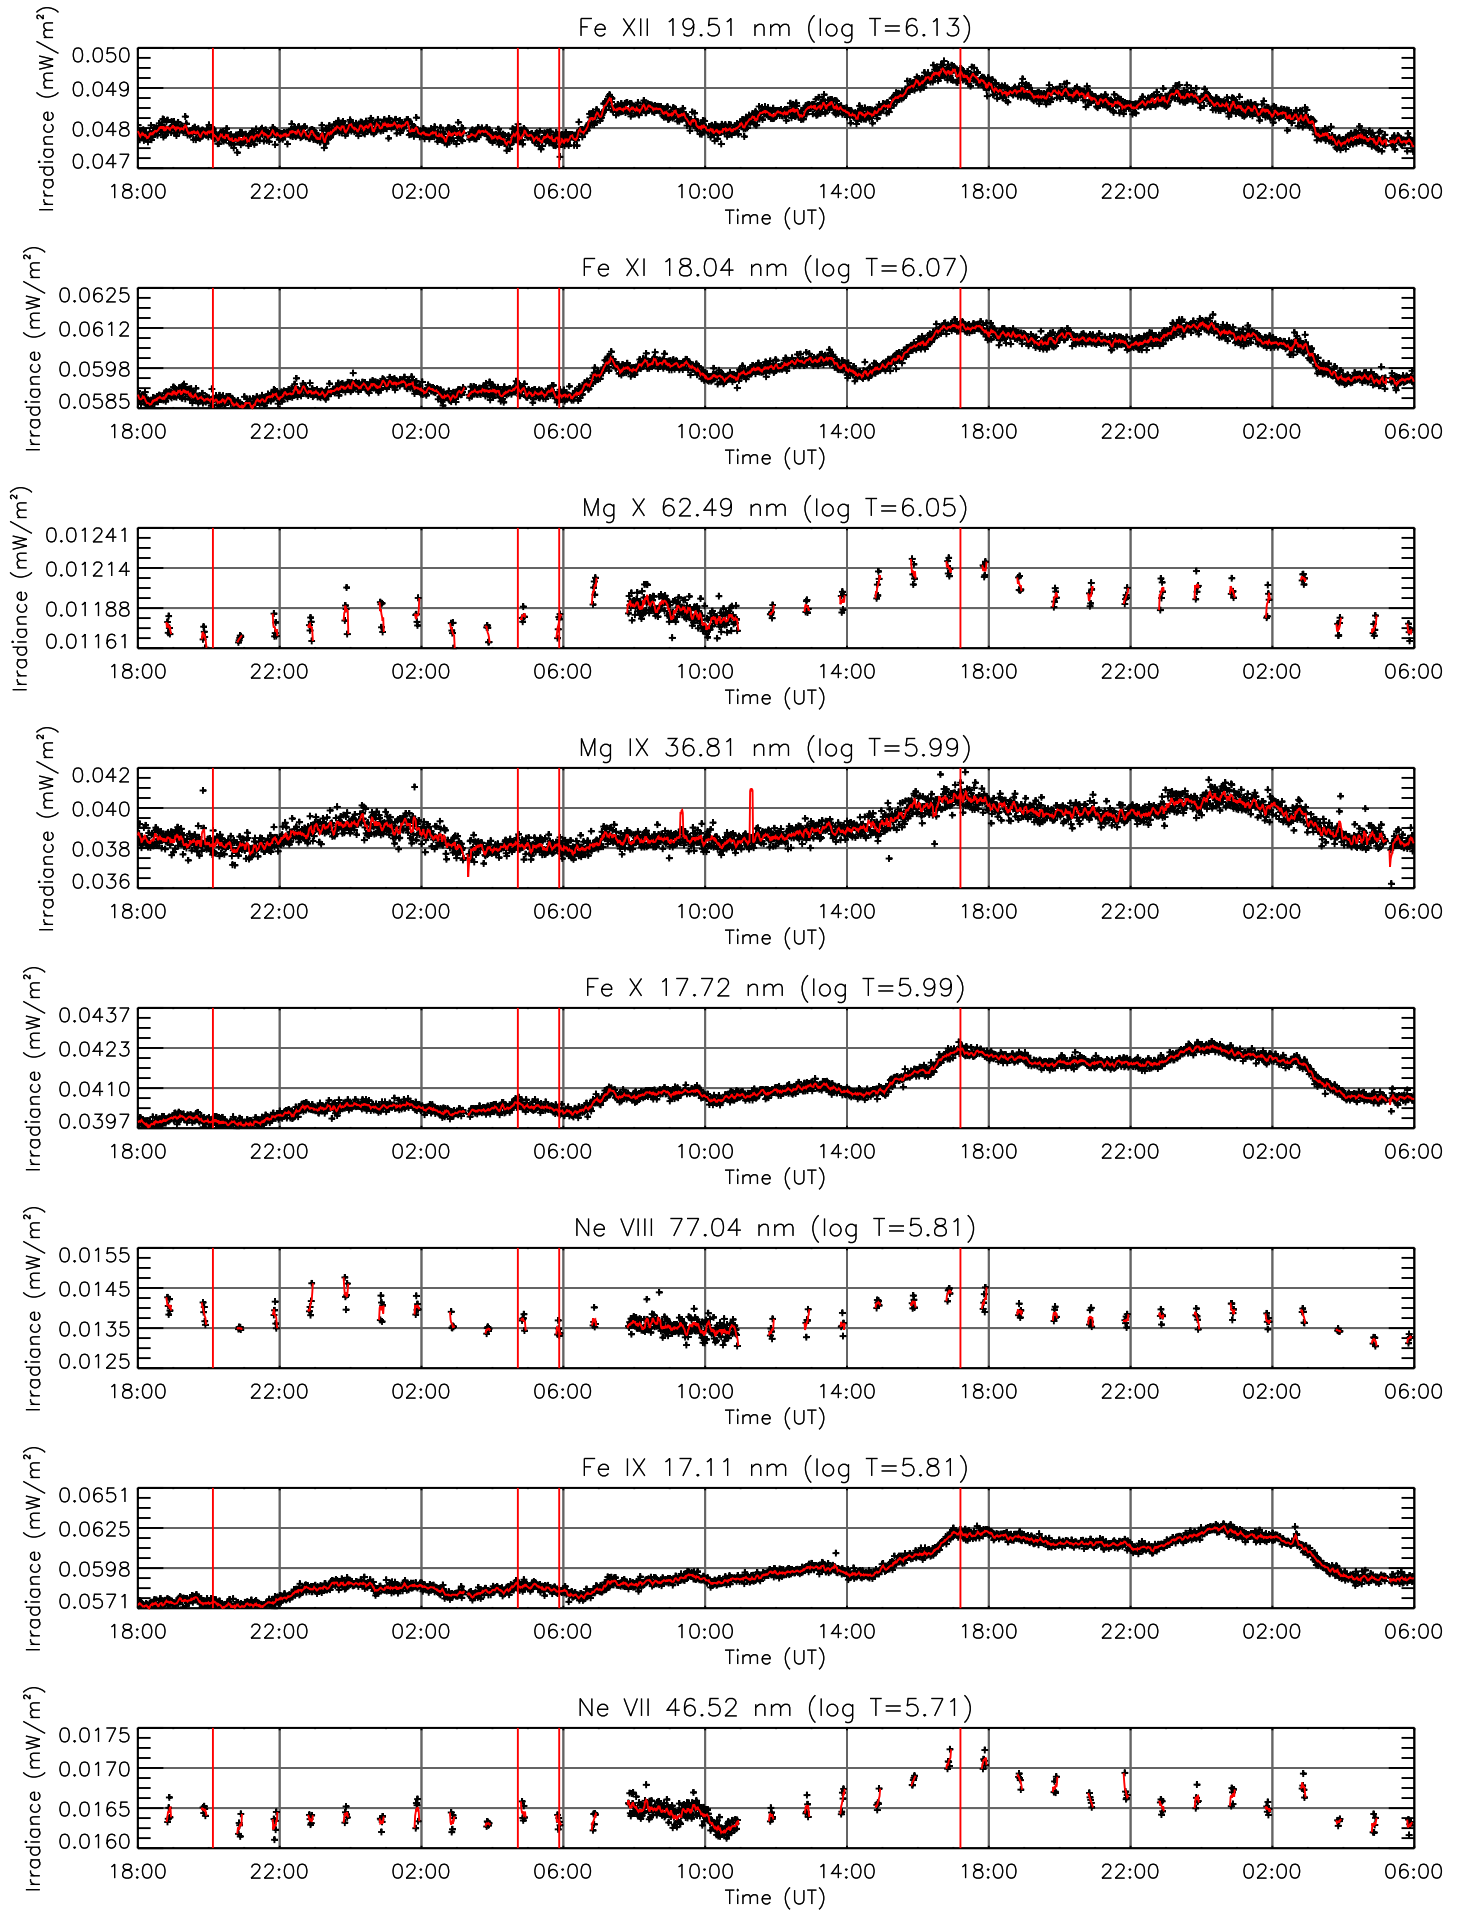 Fe XII 19.51 nm (log T=6.13)
Irradiance (mW/m²)
0.050
0.049
0.048
0.047
18:00 22:00 02:00 06:00 10:00 14:00 18:00 22:00 02:00 06:00
Time (UT)
Fe XI 18.04 nm (log T=6.07)
Irradiance (mW/m²)
0.0625
0.0612
0.0598
0.0585
18:00 22:00 02:00 06:00 10:00 14:00 18:00 22:00 02:00 06:00
Time (UT)
Mg X 62.49 nm (log T=6.05)
Irradiance (mW/m²)
0.01241
0.01214
0.01188
0.01161
18:00 22:00 02:00 06:00 10:00 14:00 18:00 22:00 02:00 06:00
Time (UT)
Mg IX 36.81 nm (log T=5.99)
Irradiance (mW/m²)
0.042
0.040
0.038
0.036
18:00 22:00 02:00 06:00 10:00 14:00 18:00 22:00 02:00 06:00
Time (UT)
Fe X 17.72 nm (log T=5.99)
Irradiance (mW/m²)
0.0437
0.0423
0.0410
0.0397
18:00 22:00 02:00 06:00 10:00 14:00 18:00 22:00 02:00 06:00
Time (UT)
Ne VIII 77.04 nm (log T=5.81)
Irradiance (mW/m²)
0.0155
0.0145
0.0135
0.0125
18:00 22:00 02:00 06:00 10:00 14:00 18:00 22:00 02:00 06:00
Time (UT)
Fe IX 17.11 nm (log T=5.81)
Irradiance (mW/m²)
0.0651
0.0625
0.0598
0.0571
18:00 22:00 02:00 06:00 10:00 14:00 18:00 22:00 02:00 06:00
Time (UT)
Ne VII 46.52 nm (log T=5.71)
Irradiance (mW/m²)
0.0175
0.0170
0.0165
0.0160
18:00 22:00 02:00 06:00 10:00 14:00 18:00 22:00 02:00 06:00
Time (UT)